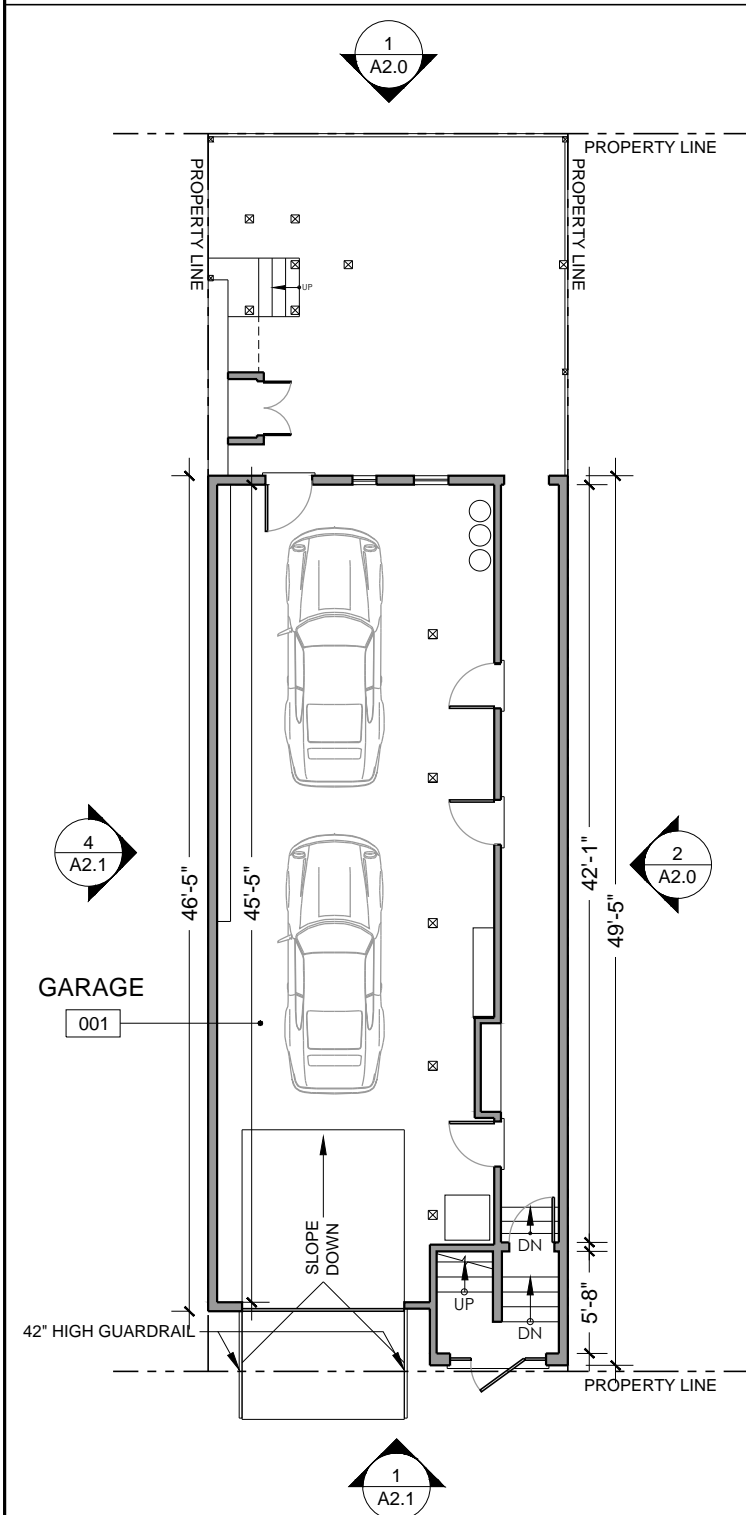 1
A2.0
PROPERTY LINE
PROPERTY LINE
PROPERTY LINE
UP
4
A2.1
2
A2.0
46'-5"
45'-5"
42'-1"
49'-5"
GARAGE
001
SLOPE
DOWN
DN
UP
DN
5'-8"
42" HIGH GUARDRAIL
PROPERTY LINE
1
A2.1